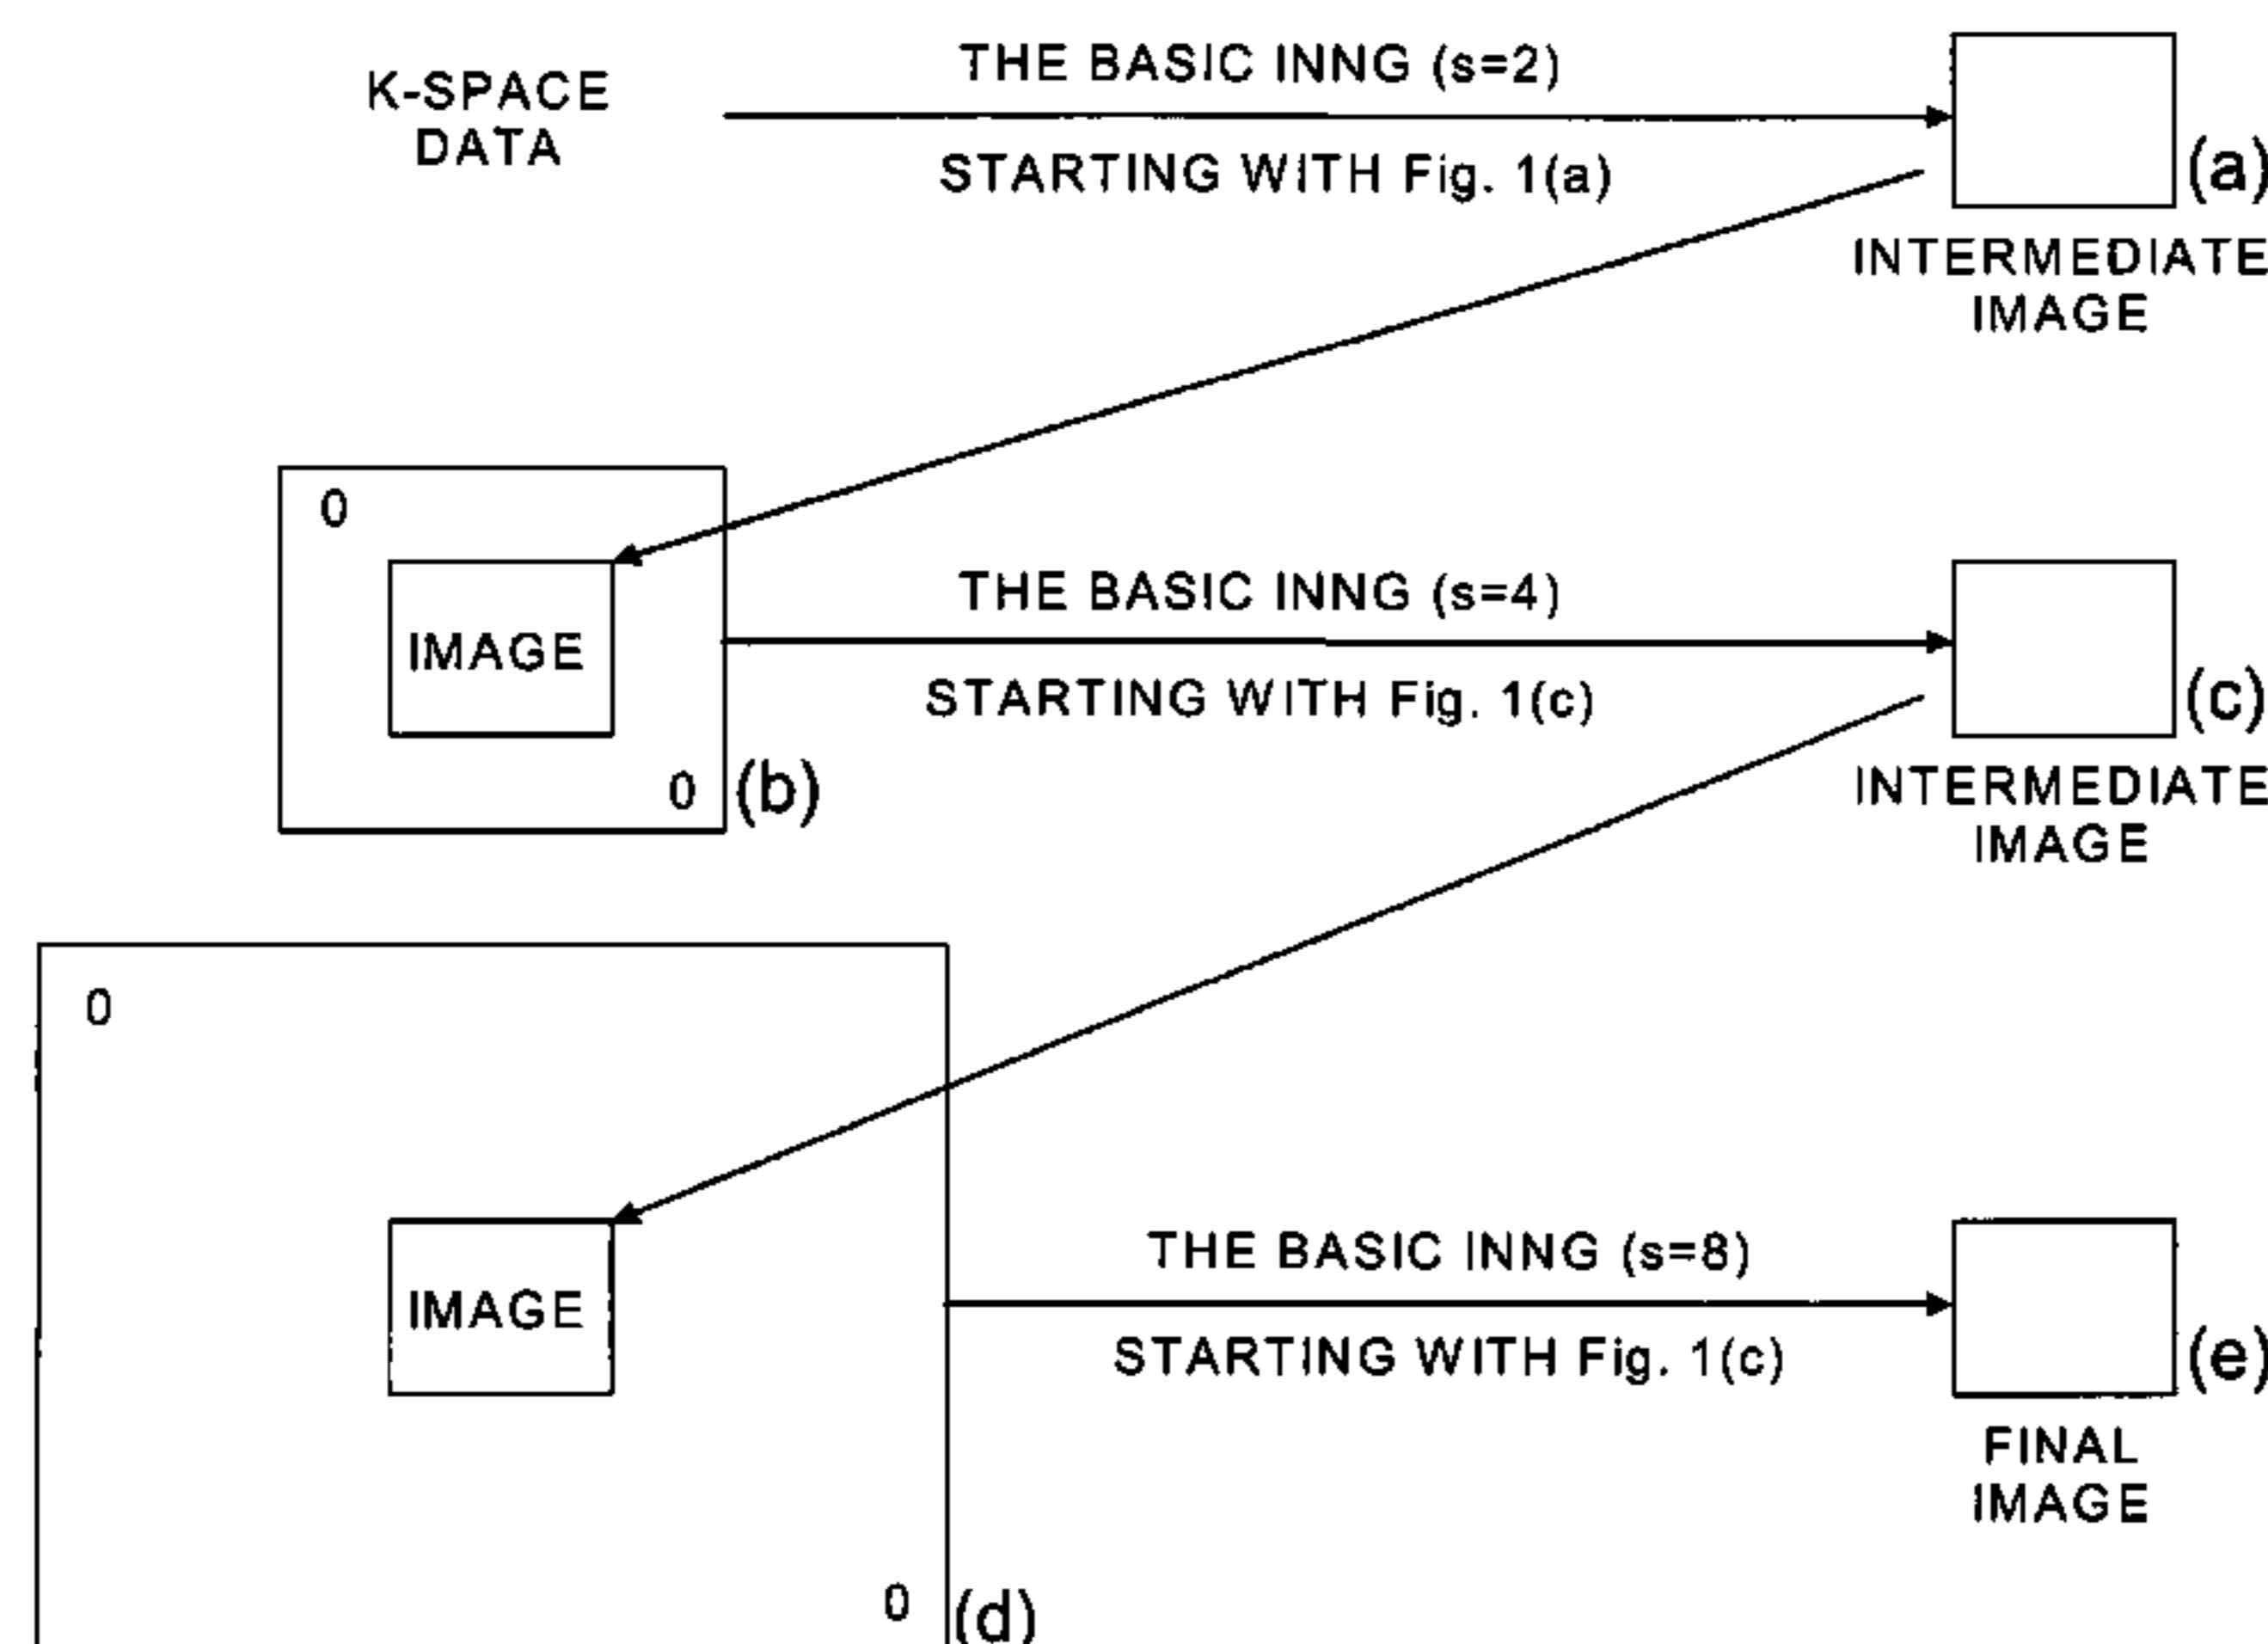 K-SPACE
DATA
THE BASIC INNG (s=2)
STARTING WITH Fig. 1(a)
(a)
INTERMEDIATE
IMAGE
0
IMAGE
0
(b)
THE BASIC INNG (s=4)
STARTING WITH Fig. 1(c)
(c)
INTERMEDIATE
IMAGE
0
IMAGE
0
(d)
THE BASIC INNG (s=8)
STARTING WITH Fig. 1(c)
(e)
FINAL
IMAGE